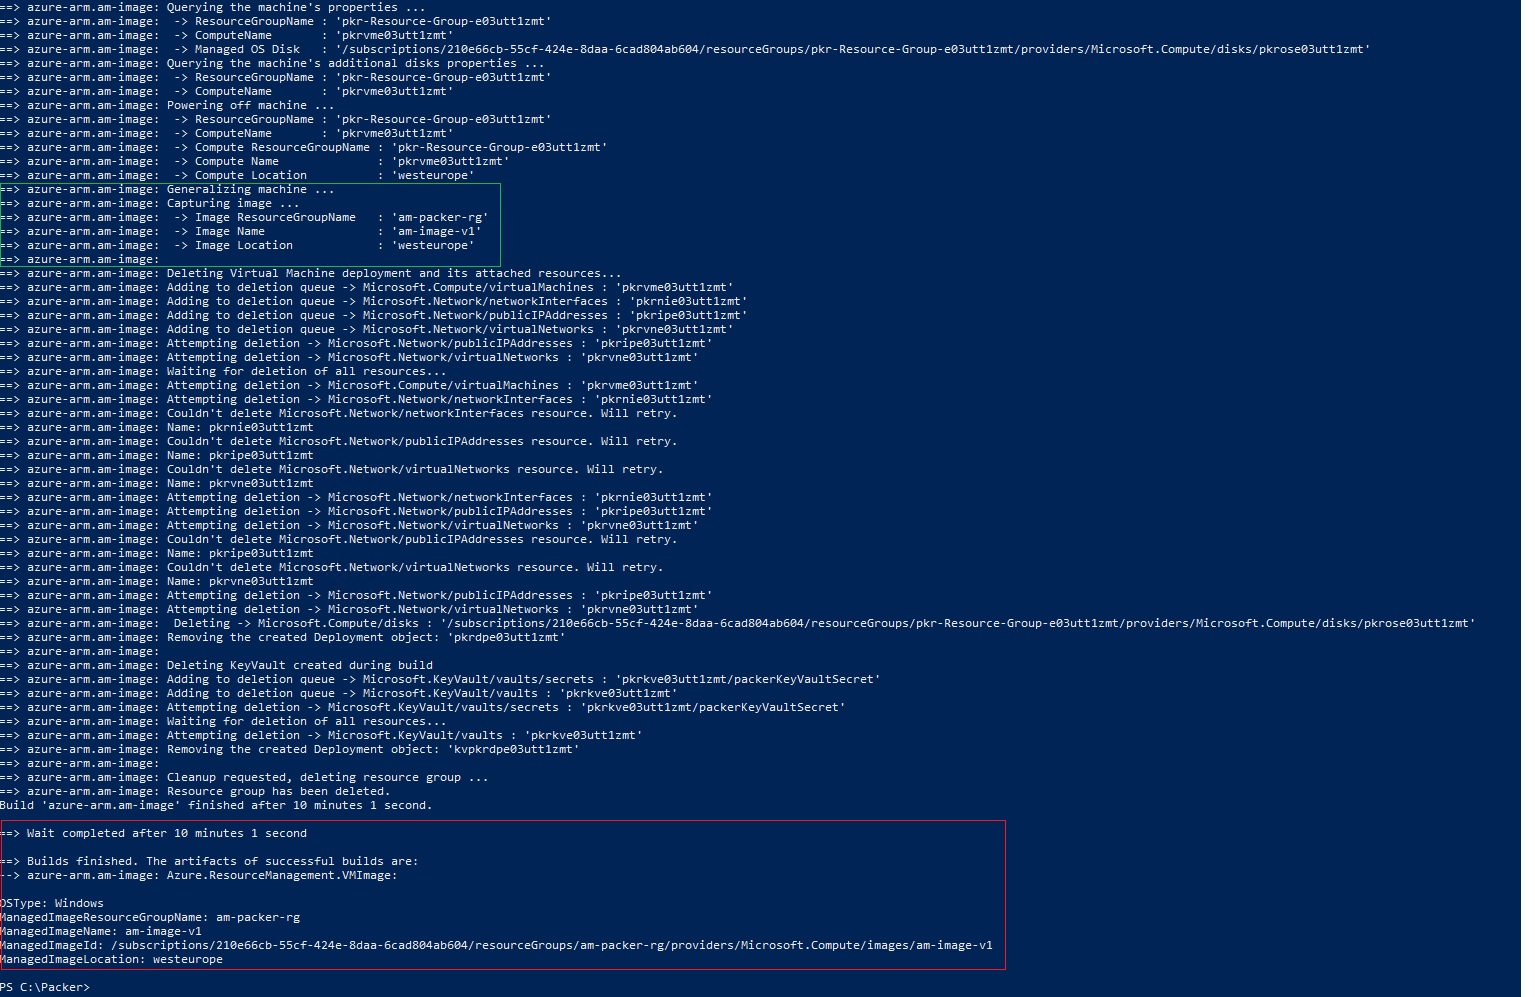 ==> azure-arm.am-image: Querying the machine's properties ...
==> azure-arm.am-image:  -> ResourceGroupName : 'pkr-Resource-Group-e03utt1zmt'
==> azure-arm.am-image:  -> ComputeName       : 'pkrvme03utt1zmt'
==> azure-arm.am-image:  -> Managed OS Disk   : '/subscriptions/210e66cb-55cf-424e-8daa-6cad804ab604/resourceGroups/pkr-Resource-Group-e03utt1zmt/providers/Microsoft.Compute/disks/pkrose03utt1zmt'
==> azure-arm.am-image: Querying the machine's additional disks properties ...
==> azure-arm.am-image:  -> ResourceGroupName : 'pkr-Resource-Group-e03utt1zmt'
==> azure-arm.am-image:  -> ComputeName       : 'pkrvme03utt1zmt'
==> azure-arm.am-image: Powering off machine ...
==> azure-arm.am-image:  -> ResourceGroupName : 'pkr-Resource-Group-e03utt1zmt'
==> azure-arm.am-image:  -> ComputeName       : 'pkrvme03utt1zmt'
==> azure-arm.am-image:  -> Compute ResourceGroupName : 'pkr-Resource-Group-e03utt1zmt'
==> azure-arm.am-image:  -> Compute Name              : 'pkrvme03utt1zmt'
==> azure-arm.am-image:  -> Compute Location          : 'westeurope'
==> azure-arm.am-image: Generalizing machine ...
==> azure-arm.am-image: Capturing image ...
==> azure-arm.am-image:  -> Image ResourceGroupName   : 'am-packer-rg'
==> azure-arm.am-image:  -> Image Name                : 'am-image-v1'
==> azure-arm.am-image:  -> Image Location            : 'westeurope'
==> azure-arm.am-image:
==> azure-arm.am-image: Deleting Virtual Machine deployment and its attached resources...
==> azure-arm.am-image: Adding to deletion queue -> Microsoft.Compute/virtualMachines : 'pkrvme03utt1zmt'
==> azure-arm.am-image: Adding to deletion queue -> Microsoft.Network/networkInterfaces : 'pkrnie03utt1zmt'
==> azure-arm.am-image: Adding to deletion queue -> Microsoft.Network/publicIPAddresses : 'pkripe03utt1zmt'
==> azure-arm.am-image: Adding to deletion queue -> Microsoft.Network/virtualNetworks : 'pkrvne03utt1zmt'
==> azure-arm.am-image: Attempting deletion -> Microsoft.Network/publicIPAddresses : 'pkripe03utt1zmt'
==> azure-arm.am-image: Attempting deletion -> Microsoft.Network/virtualNetworks : 'pkrvne03utt1zmt'
==> azure-arm.am-image: Waiting for deletion of all resources...
==> azure-arm.am-image: Attempting deletion -> Microsoft.Compute/virtualMachines : 'pkrvme03utt1zmt'
==> azure-arm.am-image: Attempting deletion -> Microsoft.Network/networkInterfaces : 'pkrnie03utt1zmt'
==> azure-arm.am-image: Couldn't delete Microsoft.Network/networkInterfaces resource. Will retry.
==> azure-arm.am-image: Name: pkrnie03utt1zmt
==> azure-arm.am-image: Couldn't delete Microsoft.Network/publicIPAddresses resource. Will retry.
==> azure-arm.am-image: Name: pkripe03utt1zmt
==> azure-arm.am-image: Couldn't delete Microsoft.Network/virtualNetworks resource. Will retry.
==> azure-arm.am-image: Name: pkrvne03utt1zmt
==> azure-arm.am-image: Attempting deletion -> Microsoft.Network/networkInterfaces : 'pkrnie03utt1zmt'
==> azure-arm.am-image: Attempting deletion -> Microsoft.Network/publicIPAddresses : 'pkripe03utt1zmt'
==> azure-arm.am-image: Attempting deletion -> Microsoft.Network/virtualNetworks : 'pkrvne03utt1zmt'
==> azure-arm.am-image: Couldn't delete Microsoft.Network/publicIPAddresses resource. Will retry.
==> azure-arm.am-image: Name: pkripe03utt1zmt
==> azure-arm.am-image: Couldn't delete Microsoft.Network/virtualNetworks resource. Will retry.
==> azure-arm.am-image: Name: pkrvne03utt1zmt
==> azure-arm.am-image: Attempting deletion -> Microsoft.Network/publicIPAddresses : 'pkripe03utt1zmt'
==> azure-arm.am-image: Attempting deletion -> Microsoft.Network/virtualNetworks : 'pkrvne03utt1zmt'
==> azure-arm.am-image:  Deleting -> Microsoft.Compute/disks : '/subscriptions/210e66cb-55cf-424e-8daa-6cad804ab604/resourceGroups/pkr-Resource-Group-e03utt1zmt/providers/Microsoft.Compute/disks/pkrose03utt1zmt'
==> azure-arm.am-image: Removing the created Deployment object: 'pkrdpe03utt1zmt'
==> azure-arm.am-image:
==> azure-arm.am-image: Deleting KeyVault created during build
==> azure-arm.am-image: Adding to deletion queue -> Microsoft.KeyVault/vaults/secrets : 'pkrkve03utt1zmt/packerKeyVaultSecret'
==> azure-arm.am-image: Adding to deletion queue -> Microsoft.KeyVault/vaults : 'pkrkve03utt1zmt'
==> azure-arm.am-image: Attempting deletion -> Microsoft.KeyVault/vaults/secrets : 'pkrkve03utt1zmt/packerKeyVaultSecret'
==> azure-arm.am-image: Waiting for deletion of all resources...
==> azure-arm.am-image: Attempting deletion -> Microsoft.KeyVault/vaults : 'pkrkve03utt1zmt'
==> azure-arm.am-image: Removing the created Deployment object: 'kvpkrdpe03utt1zmt'
==> azure-arm.am-image:
==> azure-arm.am-image: Cleanup requested, deleting resource group ...
==> azure-arm.am-image: Resource group has been deleted.
Build 'azure-arm.am-image' finished after 10 minutes 1 second.
==> Wait completed after 10 minutes 1 second
==> Builds finished. The artifacts of successful builds are:
--> azure-arm.am-image: Azure.ResourceManagement.VMImage:
OSType: Windows
ManagedImageResourceGroupName: am-packer-rg
ManagedImageName: am-image-v1
ManagedImageId: /subscriptions/210e66cb-55cf-424e-8daa-6cad804ab604/resourceGroups/am-packer-rg/providers/Microsoft.Compute/images/am-image-v1
ManagedImageLocation: westeurope
PS C:\Packer>